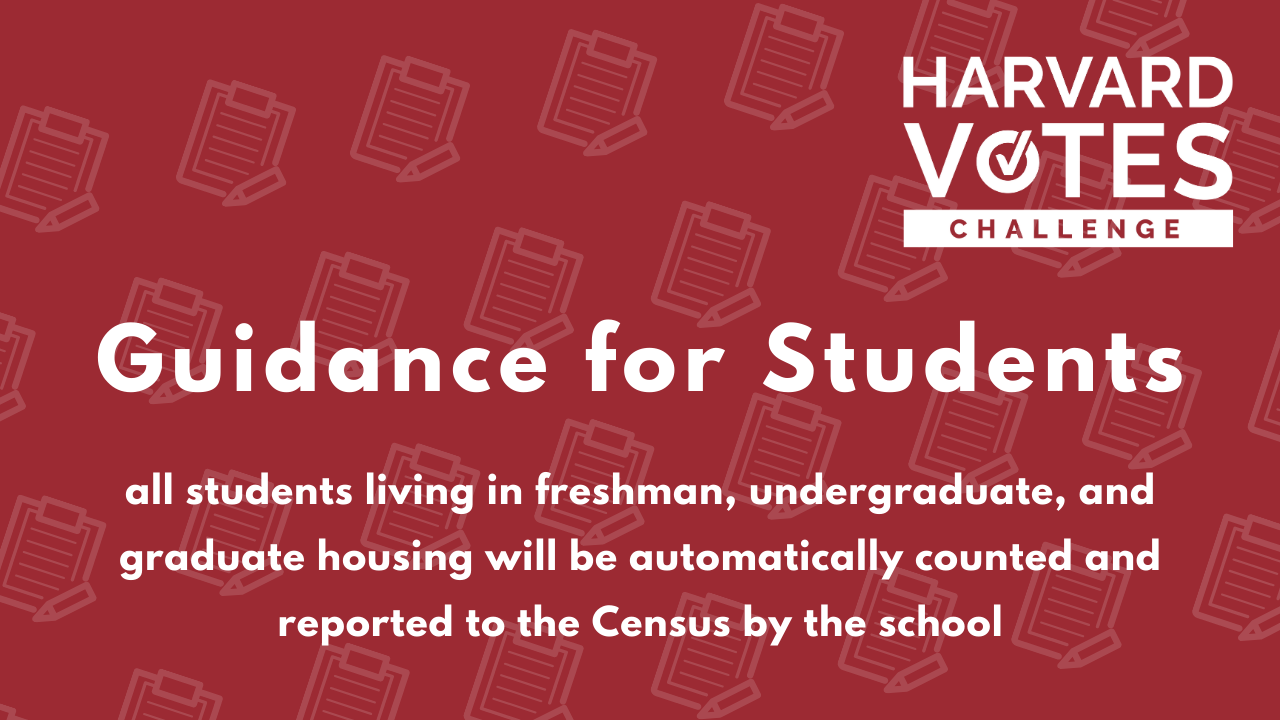 HARVARD
VOTES
CHALLENGE
Guidance for Students
all students living in freshman, undergraduate, and
graduate housing will be automatically counted and
reported to the Census by the school